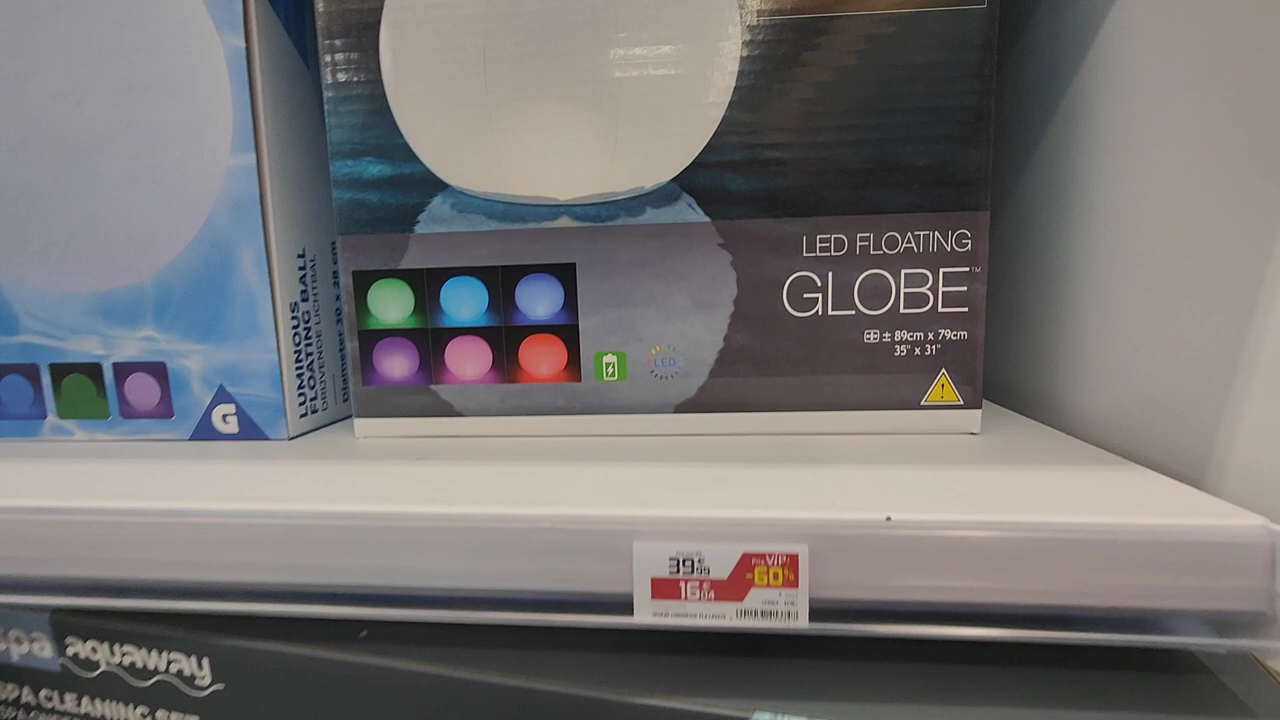 LUMINOUS
FLOATING BALL
DRIJVENDE LICHTBAL
Diameter 30 x 28 cm
G
LED
LED FLOATING
GLOBE™
± 89cm x 79cm
35" x 31"
39€99
Prix VIP!
-60%
16€04
spa aquaway
SPA CLEANING SET